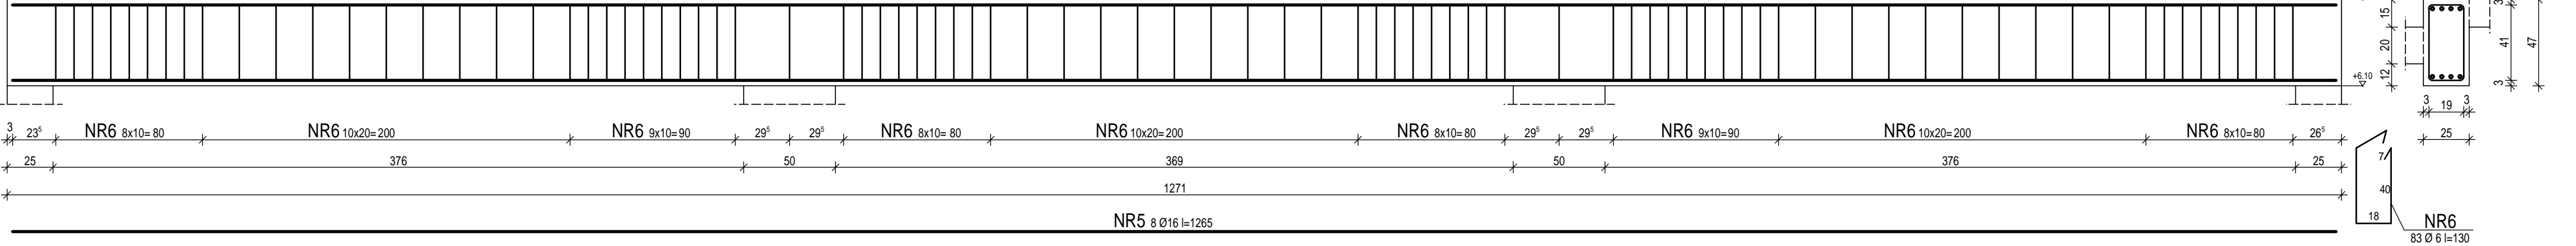 +6.10
3 15 20 12
3 41 3 47
3 23⁵ NR6 8x10= 80 NR6 10x20= 200 NR6 9x10=90 29⁵ 29⁵ NR6 8x10= 80 NR6 10x20=200 NR6 8x10=80 29⁵ 29⁵ NR6 9x10=90 NR6 10x20=200 NR6 8x10=80 26⁵
3 19 3
25
25 376 50 369 50 376 25
1271
7
40
18
NR5 8 Ø16 l=1265
NR6
83 Ø 6 l=130